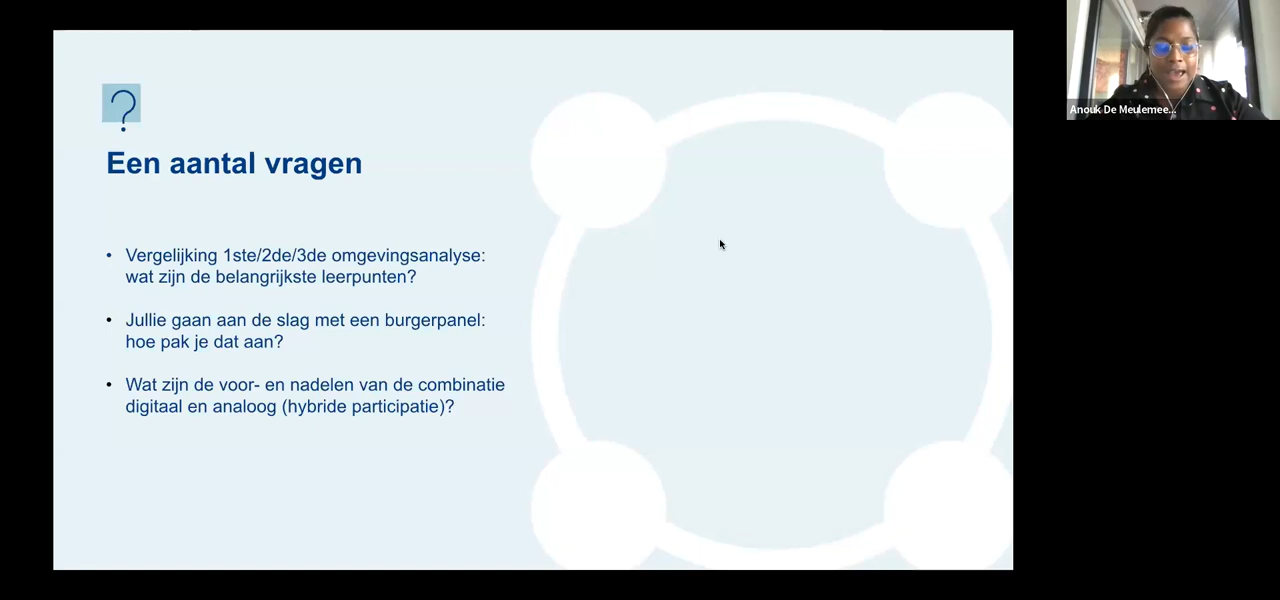 ?
Een aantal vragen
• Vergelijking 1ste/2de/3de omgevingsanalyse:
wat zijn de belangrijkste leerpunten?
• Jullie gaan aan de slag met een burgerpanel:
hoe pak je dat aan?
• Wat zijn de voor- en nadelen van de combinatie
digitaal en analoog (hybride participatie)?
Anouk De Meulemee...